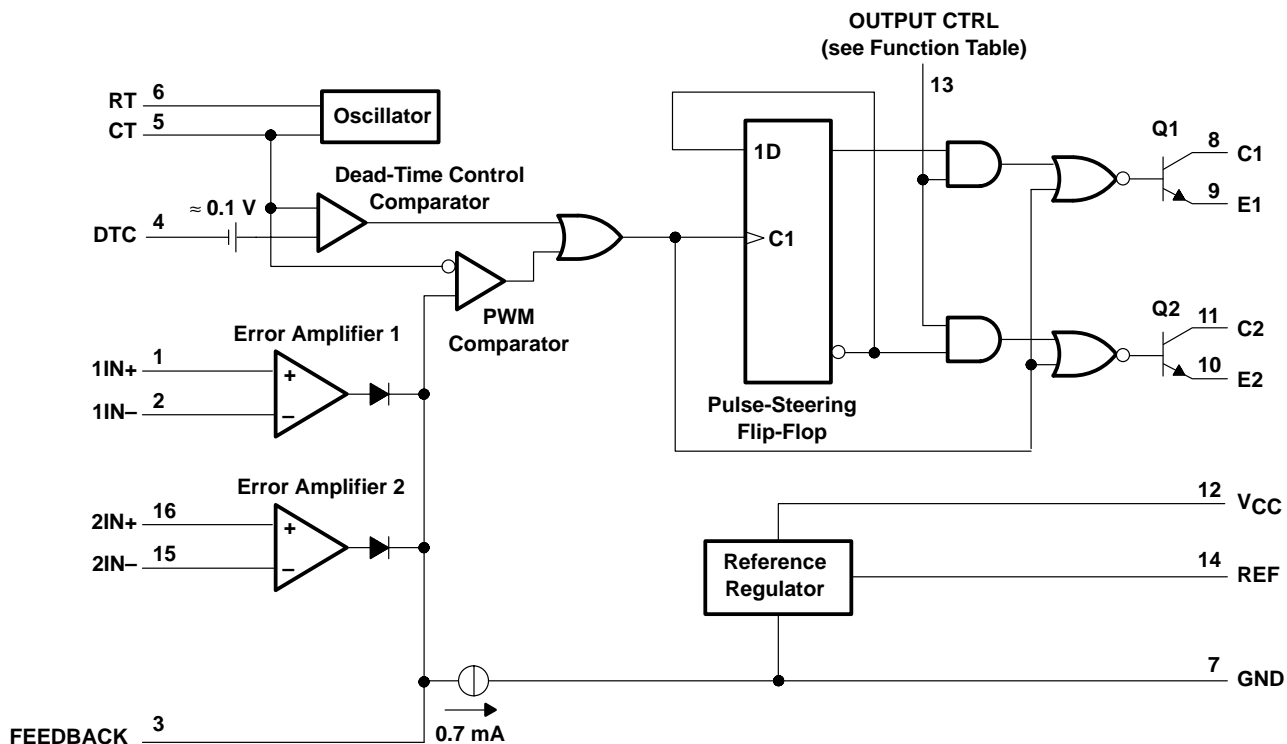 OUTPUT CTRL
(see Function Table)
13
RT 6
CT 5
Oscillator
Dead-Time Control
Comparator
≈ 0.1 V
DTC 4
PWM
Comparator
1D
C1
Pulse-Steering
Flip-Flop
Q1
8 C1
9 E1
Q2
11 C2
10 E2
Error Amplifier 1
1IN+ 1
1IN– 2
+
–
Error Amplifier 2
2IN+ 16
2IN– 15
+
–
12 VCC
Reference
Regulator
14 REF
7 GND
0.7 mA
FEEDBACK 3